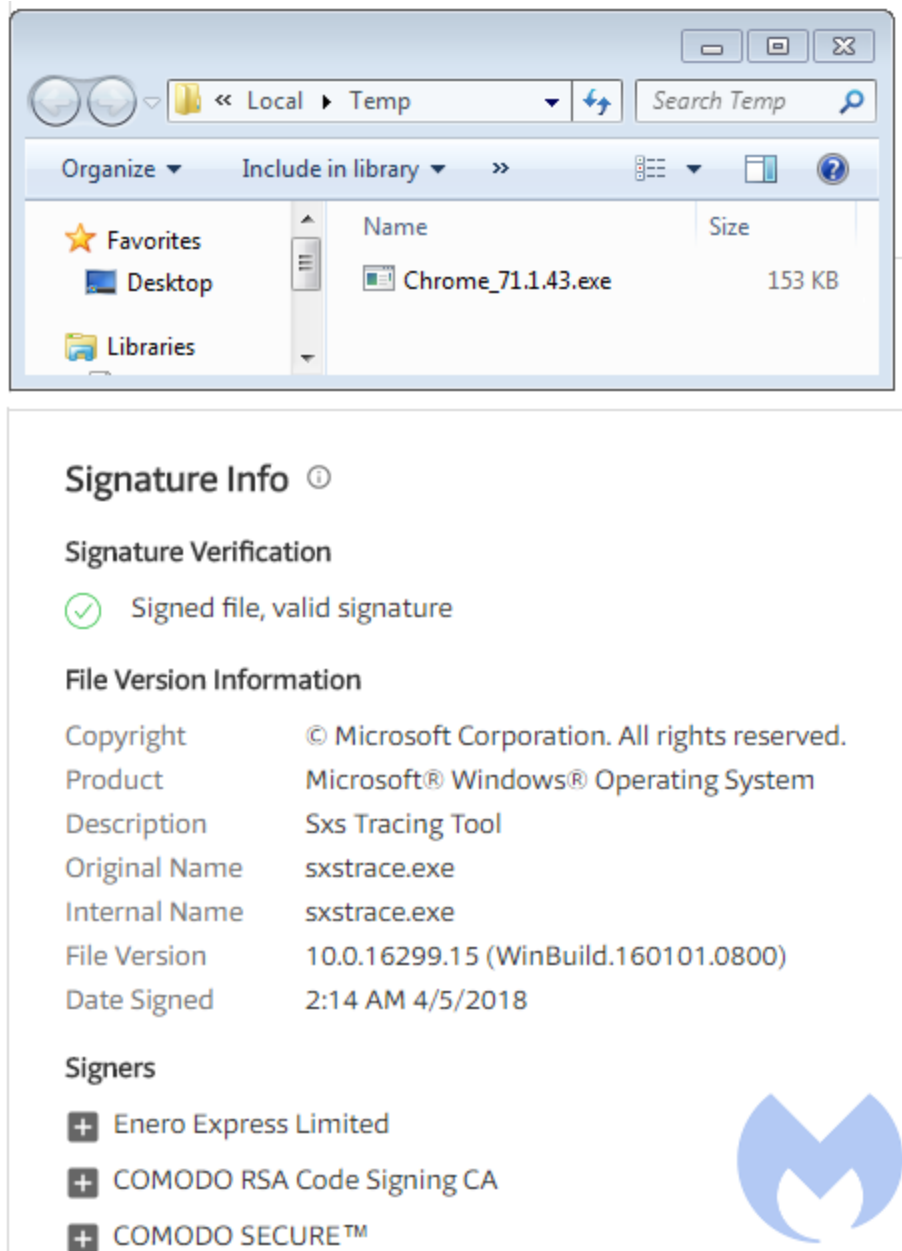 « Local ▸ Temp
Search Temp
Organize ▾ Include in library ▾ »
Name Size
Favorites
Chrome_71.1.43.exe 153 KB
Desktop
Libraries
Signature Info
Signature Verification
Signed file, valid signature
File Version Information
Copyright © Microsoft Corporation. All rights reserved.
Product Microsoft® Windows® Operating System
Description Sxs Tracing Tool
Original Name sxstrace.exe
Internal Name sxstrace.exe
File Version 10.0.16299.15 (WinBuild.160101.0800)
Date Signed 2:14 AM 4/5/2018
Signers
Enero Express Limited
COMODO RSA Code Signing CA
COMODO SECURE™